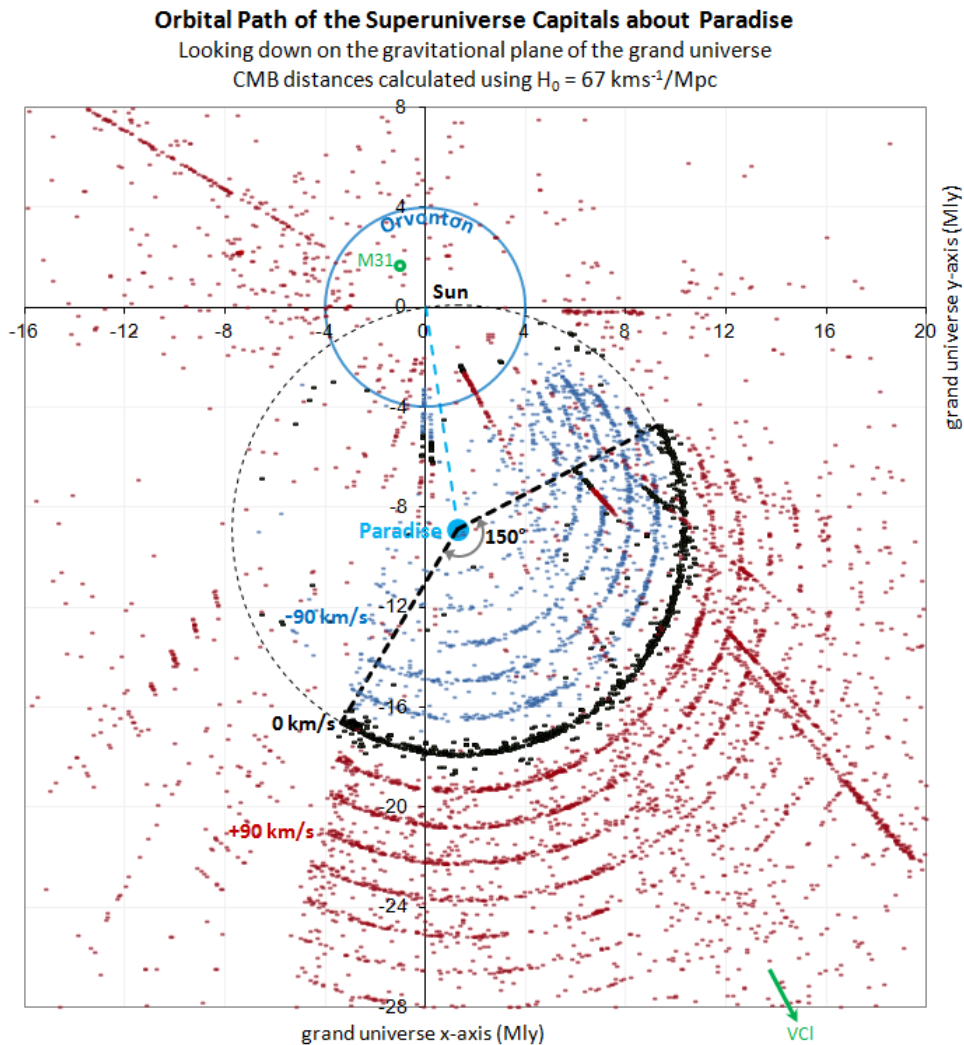 Orbital Path of the Superuniverse Capitals about Paradise
Looking down on the gravitational plane of the grand universe
CMB distances calculated using H₀ = 67 kms⁻¹/Mpc
8
4
Orvonton
M31
Sun
0
-16
-12
-8
-4
0
4
8
12
16
20
-4
-8
Paradise
150°
-12
-90 km/s
-16
0 km/s
-20
+90 km/s
-24
-28
VCl
grand universe x-axis (Mly)
grand universe y-axis (Mly)